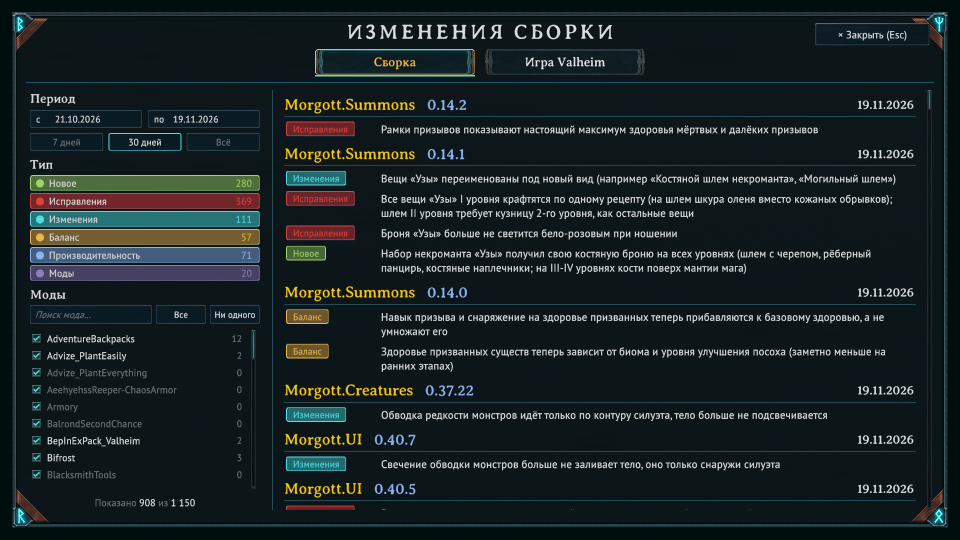 ИЗМЕНЕНИЯ СБОРКИ
× Закрыть (Esc)
Сборка
Игра Valheim
Период
с 21.10.2026
по 19.11.2026
7 дней
30 дней
Всё
Тип
Новое 280
Исправления 369
Изменения 111
Баланс 57
Производительность 71
Моды 20
Моды
Поиск мода...
Все
Ни одного
AdventureBackpacks 12
Advize_PlantEasily 2
Advize_PlantEverything 0
AeehyehssReeper-ChaosArmor 0
Armory 0
BalrondSecondChance 0
BepInExPack_Valheim 2
Bifrost 3
BlacksmithTools 0
Показано 908 из 1 150
Morgott.Summons 0.14.2 19.11.2026
Исправления Рамки призывов показывают настоящий максимум здоровья мёртвых и далёких призывов
Morgott.Summons 0.14.1 19.11.2026
Изменения Вещи «Узы» переименованы под новый вид (например «Костяной шлем некроманта», «Могильный шлем»)
Исправления Все вещи «Узы» I уровня крафтятся по одному рецепту (на шлем шкура оленя вместо кожаных обрывков);
шлем II уровня требует кузницу 2-го уровня, как остальные вещи
Исправления Броня «Узы» больше не светится бело-розовым при ношении
Новое Набор некроманта «Узы» получил свою костяную броню на всех уровнях (шлем с черепом, рёберный
панцирь, костяные наплечники; на III-IV уровнях кости поверх мантии мага)
Morgott.Summons 0.14.0 19.11.2026
Баланс Навык призыва и снаряжение на здоровье призванных теперь прибавляются к базовому здоровью, а не
умножают его
Баланс Здоровье призванных существ теперь зависит от биома и уровня улучшения посоха (заметно меньше на
ранних этапах)
Morgott.Creatures 0.37.22 19.11.2026
Изменения Обводка редкости монстров идёт только по контуру силуэта, тело больше не подсвечивается
Morgott.UI 0.40.7 19.11.2026
Изменения Свечение обводки монстров больше не заливает тело, оно только снаружи силуэта
Morgott.UI 0.40.5 19.11.2026